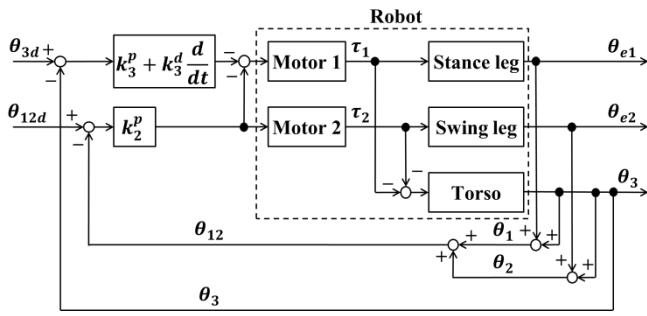 Robot
θ3d + − k₃ᵖ + k₃ᵈ d/dt − − Motor 1 τ1 Stance leg θe1
θ12d + − k₂ᵖ Motor 2 τ2 Swing leg θe2
− − Torso θ3
θ12 + + θ1 + +
θ2 + +
θ3